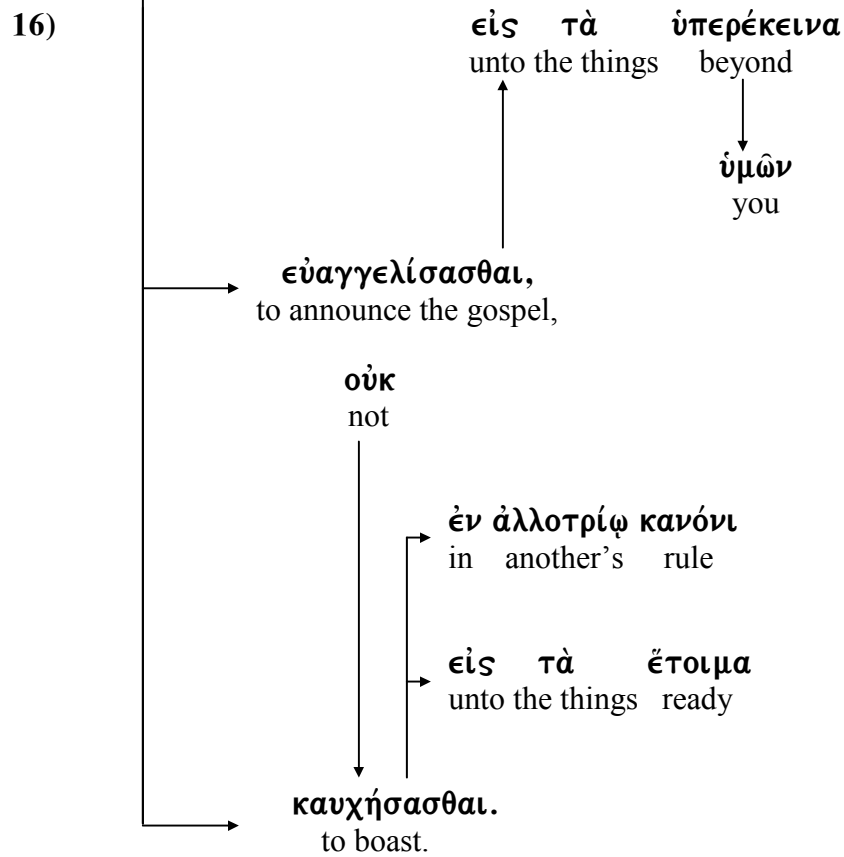 16) εἰς τὰ ὑπερέκεινα
unto the things beyond
ὑμῶν
you
εὐαγγελίσασθαι,
to announce the gospel,
οὐκ
not
ἐν ἀλλοτρίῳ κανόνι
in another’s rule
εἰς τὰ ἕτοιμα
unto the things ready
καυχήσασθαι.
to boast.